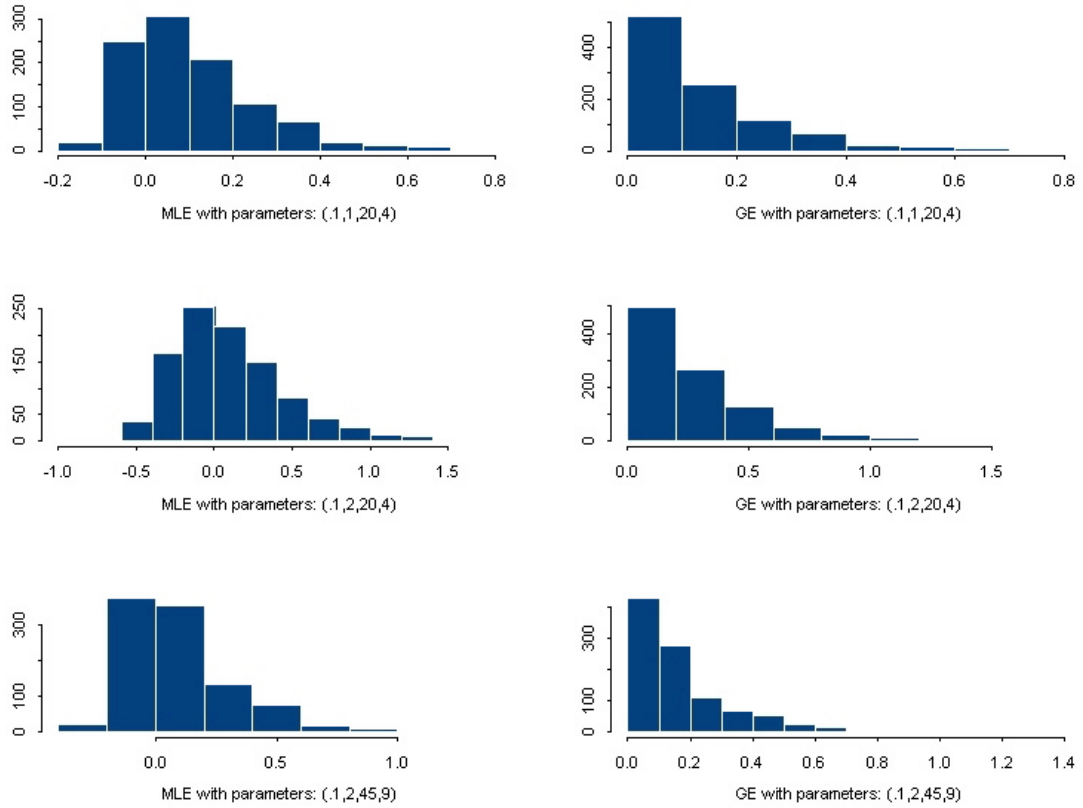 300
200
100
0
-0.2 0.0 0.2 0.4 0.6 0.8
MLE with parameters: (.1,1,20,4)
400
200
0
0.0 0.2 0.4 0.6 0.8
GE with parameters: (.1,1,20,4)
250
150
50
0
-1.0 -0.5 0.0 0.5 1.0 1.5
MLE with parameters: (.1,2,20,4)
400
200
0
0.0 0.5 1.0 1.5
GE with parameters: (.1,2,20,4)
300
100
0
0.0 0.5 1.0
MLE with parameters: (.1,2,45,9)
300
100
0
0.0 0.2 0.4 0.6 0.8 1.0 1.2 1.4
GE with parameters: (.1,2,45,9)